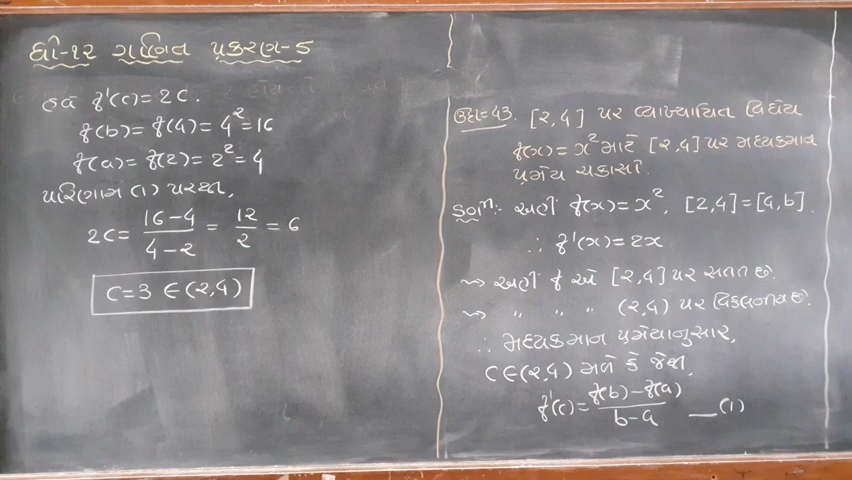 ધો-૧૨ ગણિત પ્રકરણ-૫
ઉદા=43. [2,4] પર વ્યાખ્યાયિત વિધેય
f(x) = x² માટે [2,4] પર મધ્યકમાન
પ્રમેય ચકાસો.
ઉકેલ:- અહીં f(x) = x², [2,4] = [a,b].
∴ f'(x) = 2x
↝ અહીં f એ [2,4] પર સતત છે.
↝ " " " (2,4) પર વિકલનીય છે.
∴ મધ્યકમાન પ્રમેયાનુસાર,
C∈(2,4) મળે કે જેથી,
f'(c) = f(b) - f(a) / b-a —(1)
હવે f'(c) = 2C.
f(b) = f(4) = 4² = 16
f(a) = f(2) = 2² = 4
પરિણામ (1) પરથી,
2C = 16-4 / 4-2 = 12 / 2 = 6
C=3 ∈(2,4)